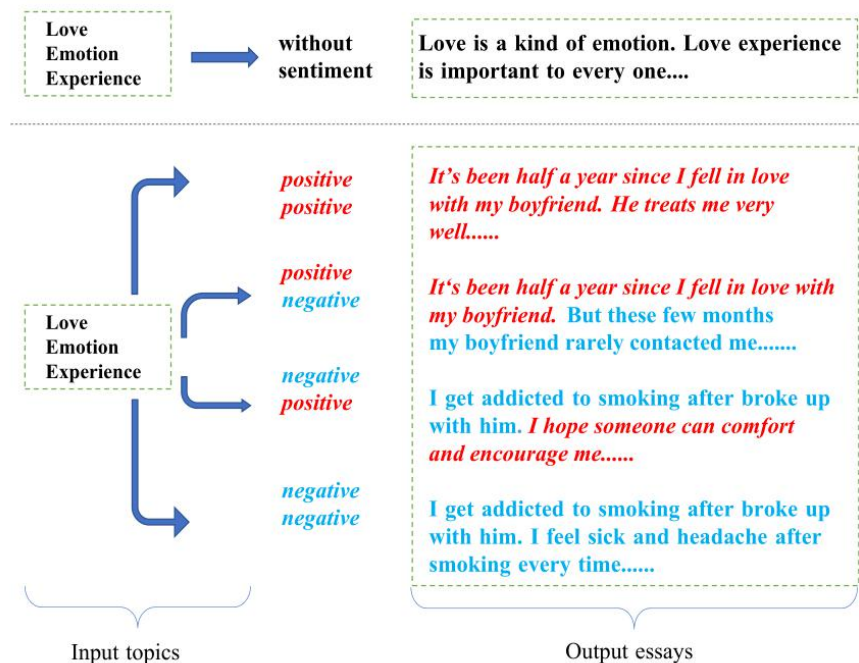 Love
Emotion
Experience
without
sentiment
Love is a kind of emotion. Love experience
is important to every one....
Love
Emotion
Experience
positive
positive
It's been half a year since I fell in love
with my boyfriend. He treats me very
well......
positive
negative
It‘s been half a year since I fell in love with
my boyfriend. But these few months
my boyfriend rarely contacted me.......
negative
positive
I get addicted to smoking after broke up
with him. I hope someone can comfort
and encourage me......
negative
negative
I get addicted to smoking after broke up
with him. I feel sick and headache after
smoking every time......
Input topics
Output essays